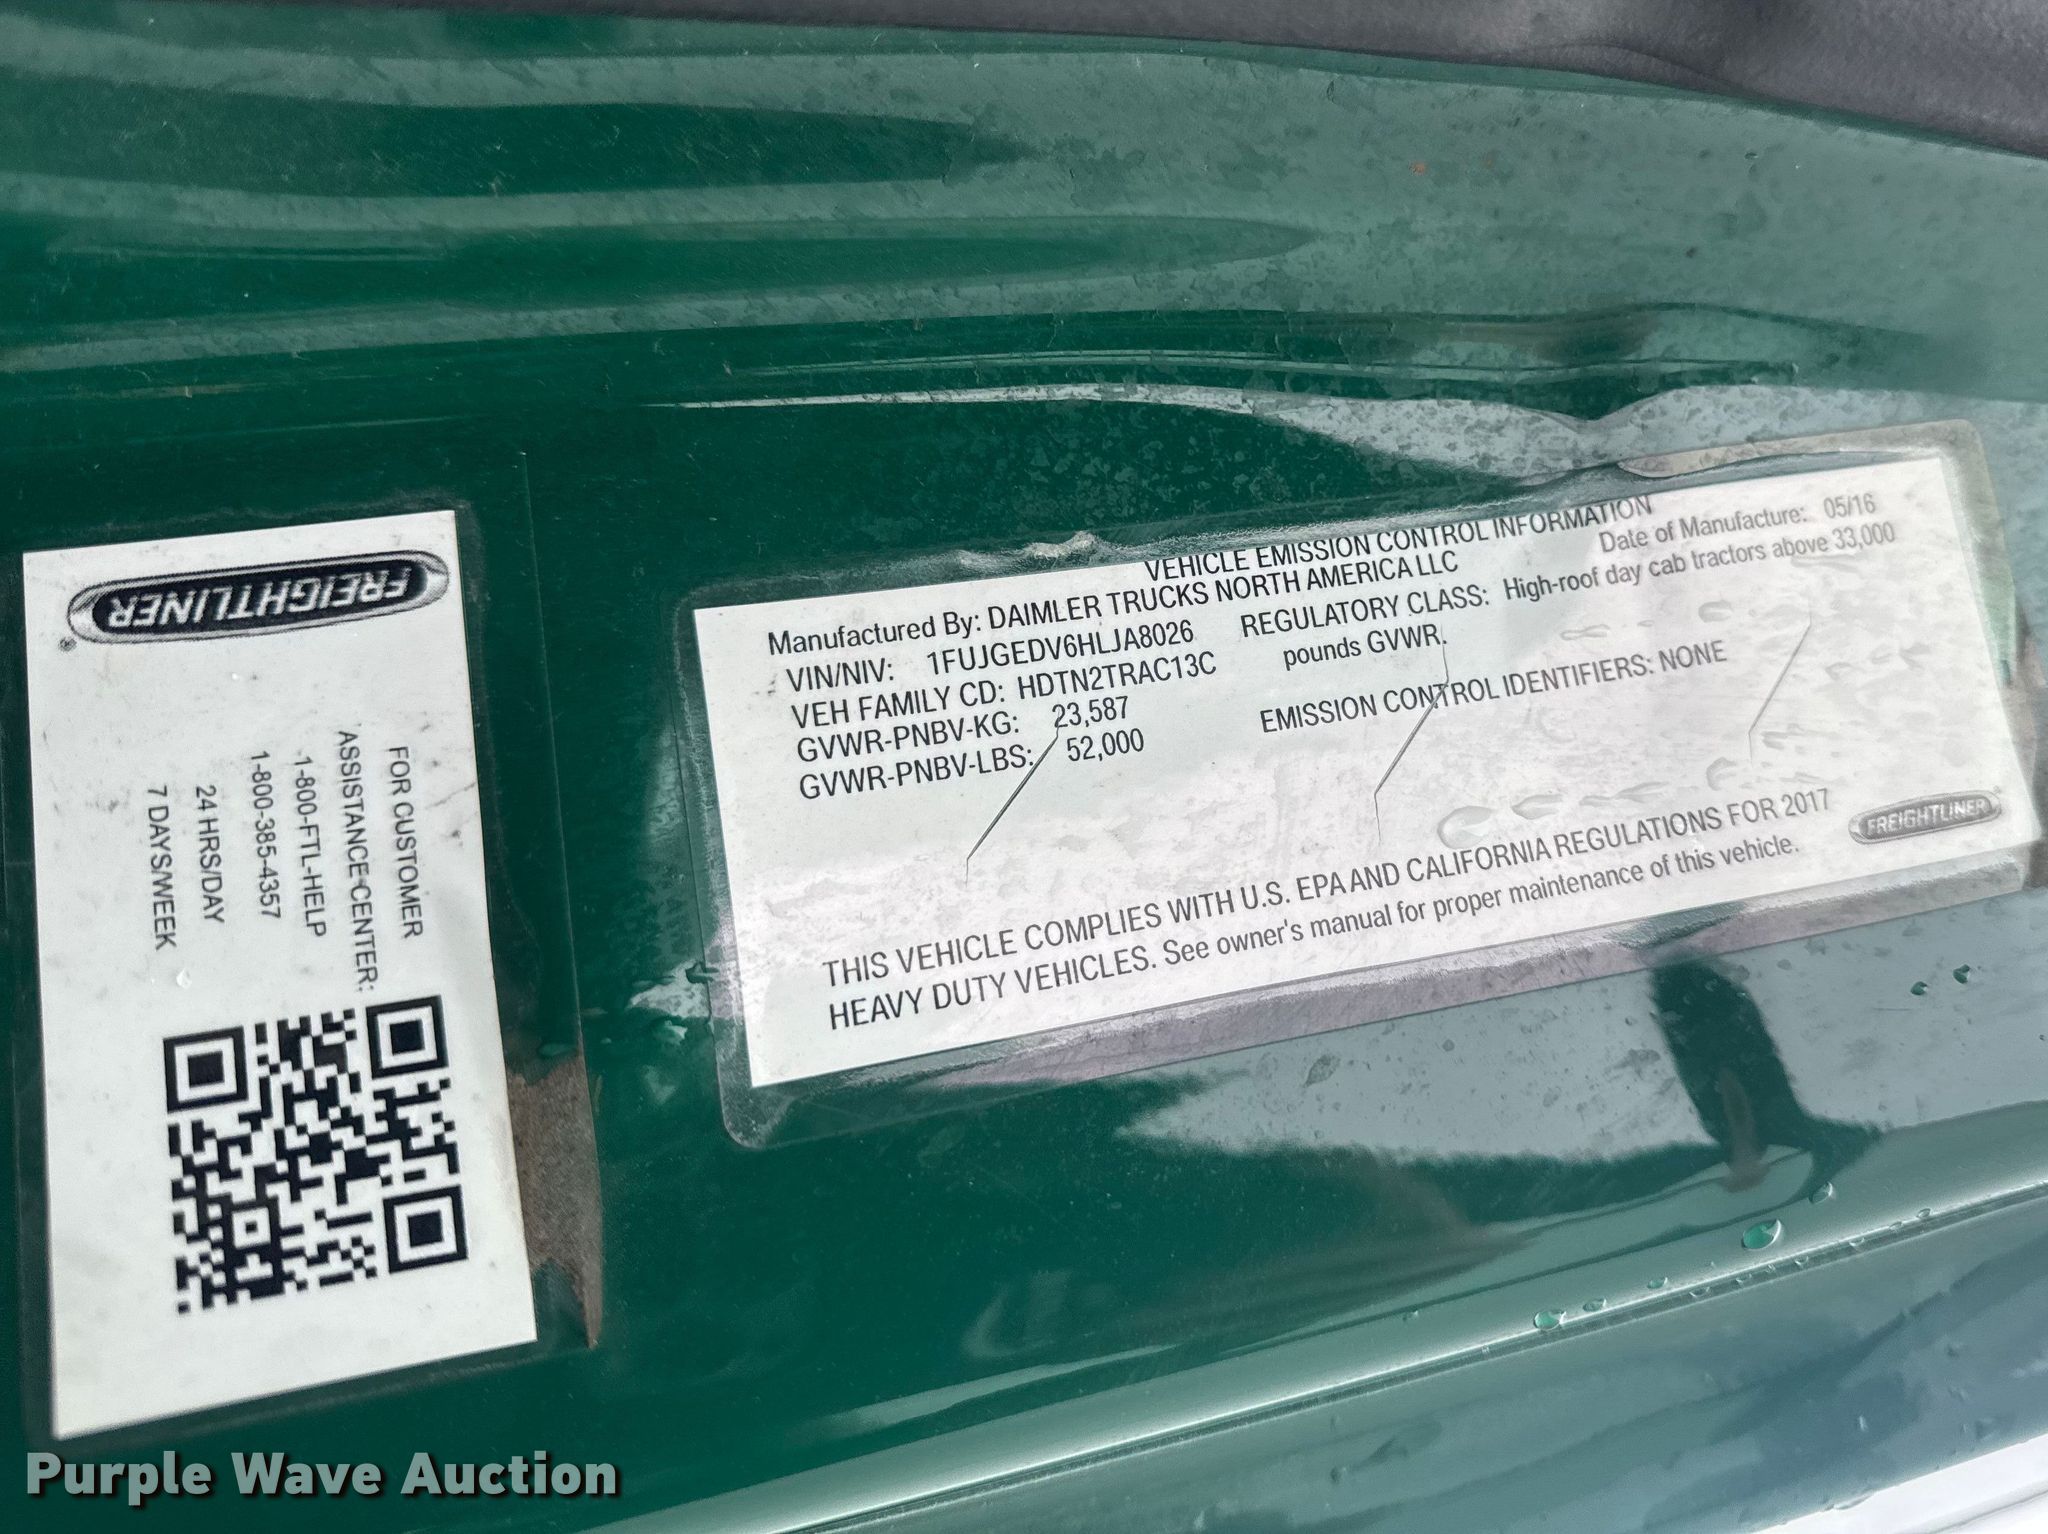 FREIGHTLINER
®
FOR CUSTOMER
ASSISTANCE CENTER:
1-800-FTL-HELP
1-800-385-4357
24 HRS/DAY
7 DAYS/WEEK
VEHICLE EMISSION CONTROL INFORMATION
Manufactured By: DAIMLER TRUCKS NORTH AMERICA LLC
Date of Manufacture: 05/16
VIN/NIV: 1FUJGEDV6HLJA8026
REGULATORY CLASS: High-roof day cab tractors above 33,000
pounds GVWR.
VEH FAMILY CD: HDTN2TRAC13C
GVWR-PNBV-KG: 23,587
EMISSION CONTROL IDENTIFIERS: NONE
GVWR-PNBV-LBS: 52,000
THIS VEHICLE COMPLIES WITH U.S. EPA AND CALIFORNIA REGULATIONS FOR 2017
HEAVY DUTY VEHICLES. See owner's manual for proper maintenance of this vehicle.
FREIGHTLINER
Purple Wave Auction